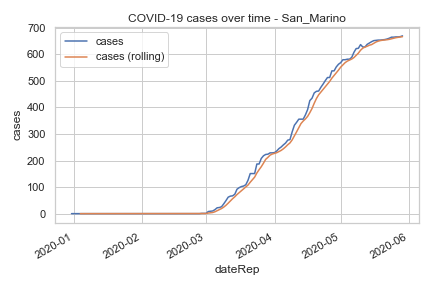 COVID-19 cases over time - San_Marino
cases
cases (rolling)
700
600
500
400
300
200
100
0
cases
2020-01
2020-02
2020-03
2020-04
2020-05
2020-06
dateRep